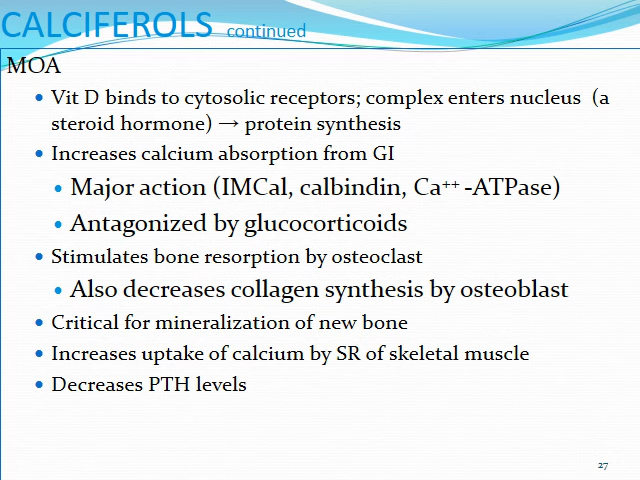 CALCIFEROLS continued
MOA
• Vit D binds to cytosolic receptors; complex enters nucleus (a
steroid hormone) → protein synthesis
• Increases calcium absorption from GI
• Major action (IMCal, calbindin, Ca⁺⁺ -ATPase)
• Antagonized by glucocorticoids
• Stimulates bone resorption by osteoclast
• Also decreases collagen synthesis by osteoblast
• Critical for mineralization of new bone
• Increases uptake of calcium by SR of skeletal muscle
• Decreases PTH levels
27